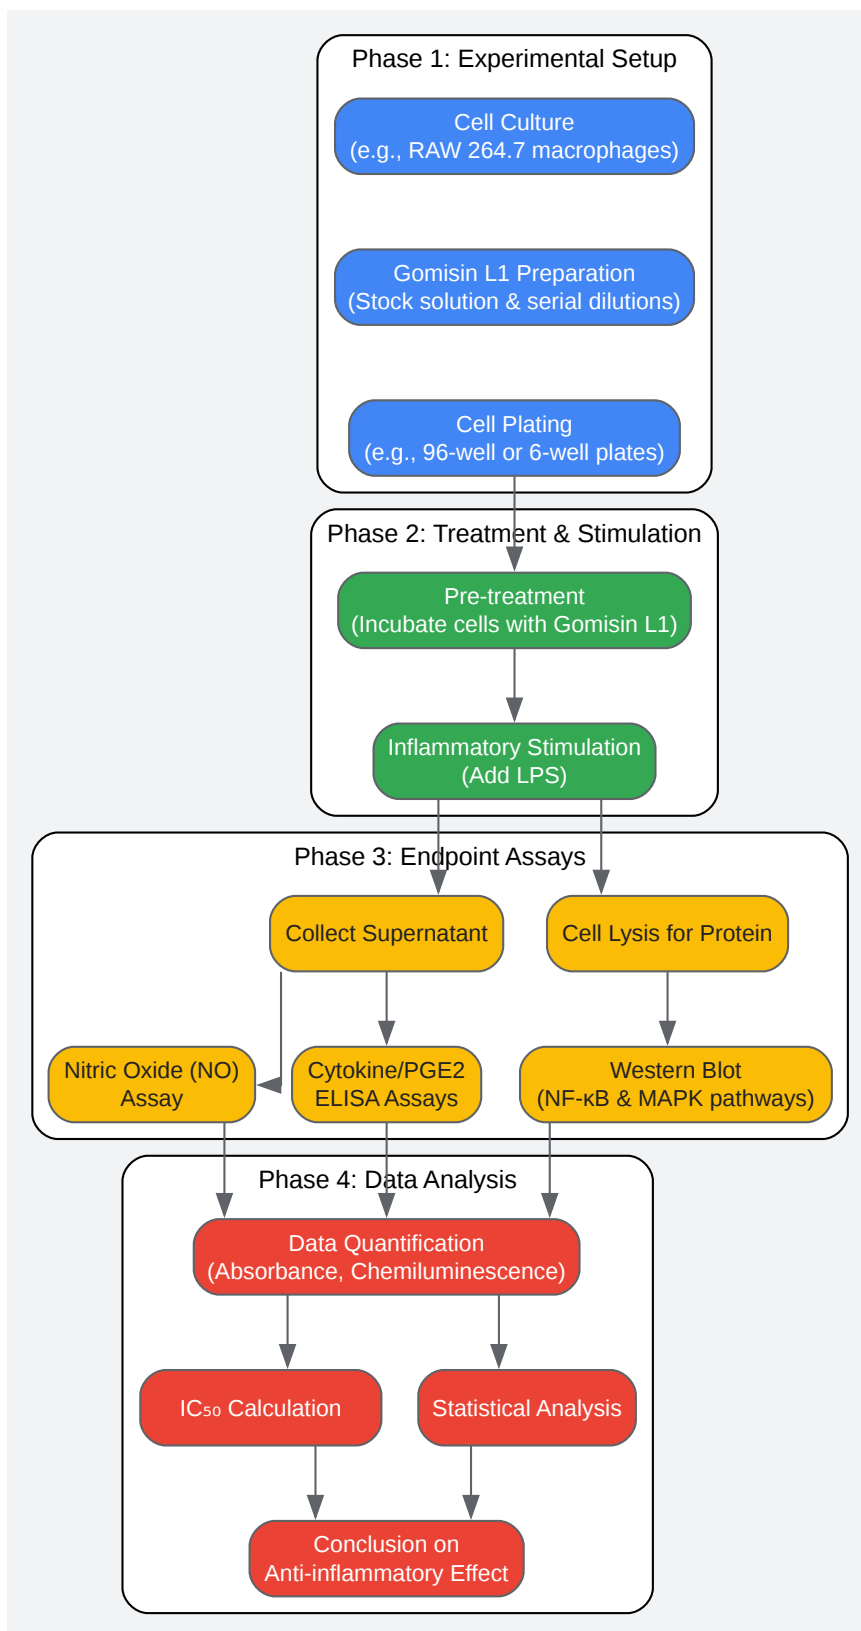 Phase 1: Experimental Setup
Cell Culture
(e.g., RAW 264.7 macrophages)
Gomisin L1 Preparation
(Stock solution & serial dilutions)
Cell Plating
(e.g., 96-well or 6-well plates)
Phase 2: Treatment & Stimulation
Pre-treatment
(Incubate cells with Gomisin L1)
Inflammatory Stimulation
(Add LPS)
Phase 3: Endpoint Assays
Collect Supernatant
Cell Lysis for Protein
Nitric Oxide (NO)
Assay
Cytokine/PGE2
ELISA Assays
Western Blot
(NF-κB & MAPK pathways)
Phase 4: Data Analysis
Data Quantification
(Absorbance, Chemiluminescence)
IC₅₀ Calculation
Statistical Analysis
Conclusion on
Anti-inflammatory Effect